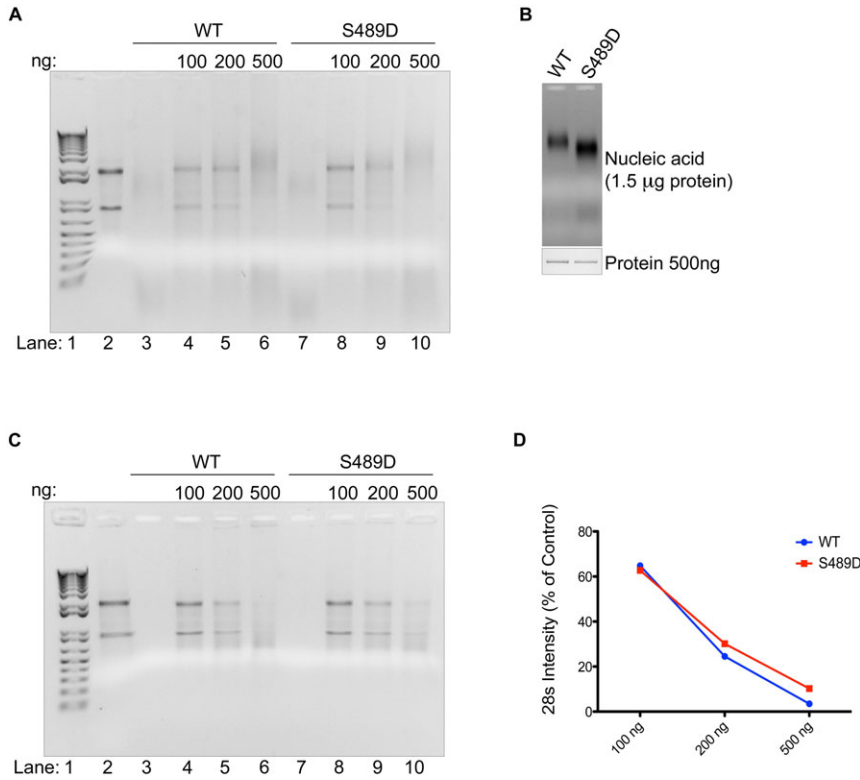 A
WT S489D
ng: 100 200 500 100 200 500
Lane: 1 2 3 4 5 6 7 8 9 10
B
WT S489D
Nucleic acid
(1.5 μg protein)
Protein 500ng
C
WT S489D
ng: 100 200 500 100 200 500
Lane: 1 2 3 4 5 6 7 8 9 10
D
28s Intensity (% of Control)
80
60
40
20
0
WT
S489D
100 ng 200 ng 500 ng